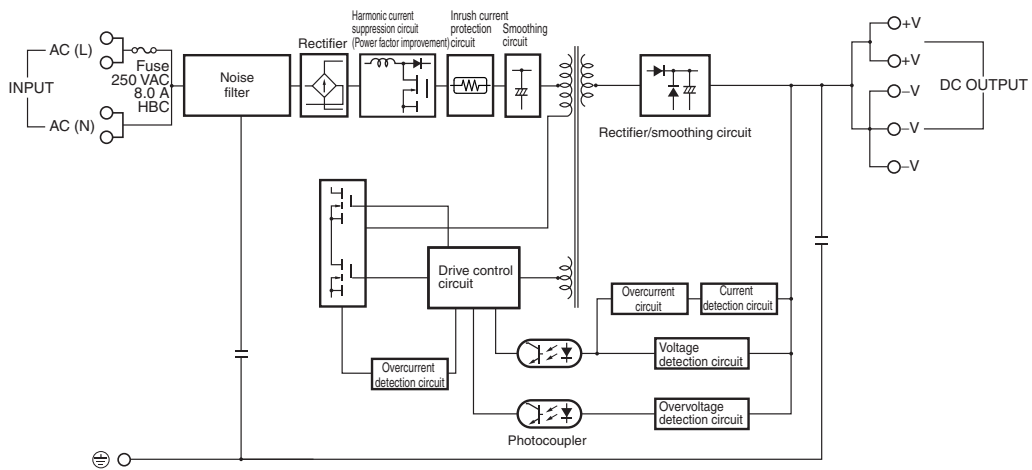 Harmonic current
suppression circuit
(Power factor improvement)
Inrush current
protection
circuit
Smoothing
circuit
Rectifier
AC (L)
Fuse
250 VAC
8.0 A
HBC
INPUT
AC (N)
Noise
filter
Rectifier/smoothing circuit
+V
+V
–V
–V
–V
DC OUTPUT
Drive control
circuit
Overcurrent
circuit
Current
detection circuit
Voltage
detection circuit
Overcurrent
detection circuit
Overvoltage
detection circuit
Photocoupler